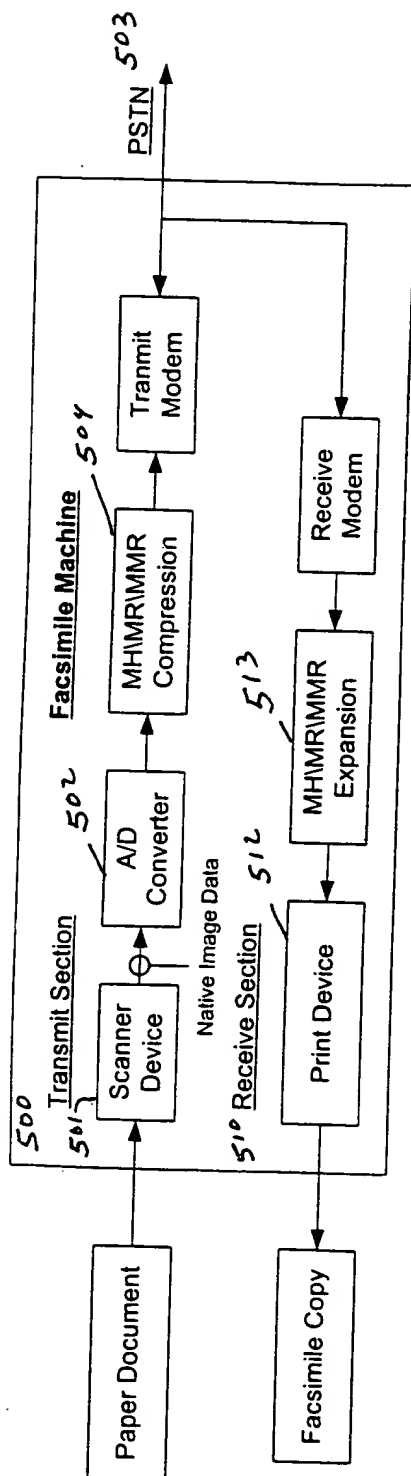 500
Transmit Section
Facsimile Machine
PSTN 503
501
502
504
Paper Document
Scanner
Device
Native Image Data
A/D
Converter
MH\MR\MMR
Compression
Tranmit
Modem
510 Receive Section
512
513
Facsimile Copy
Print Device
MH\MR\MMR
Expansion
Receive
Modem